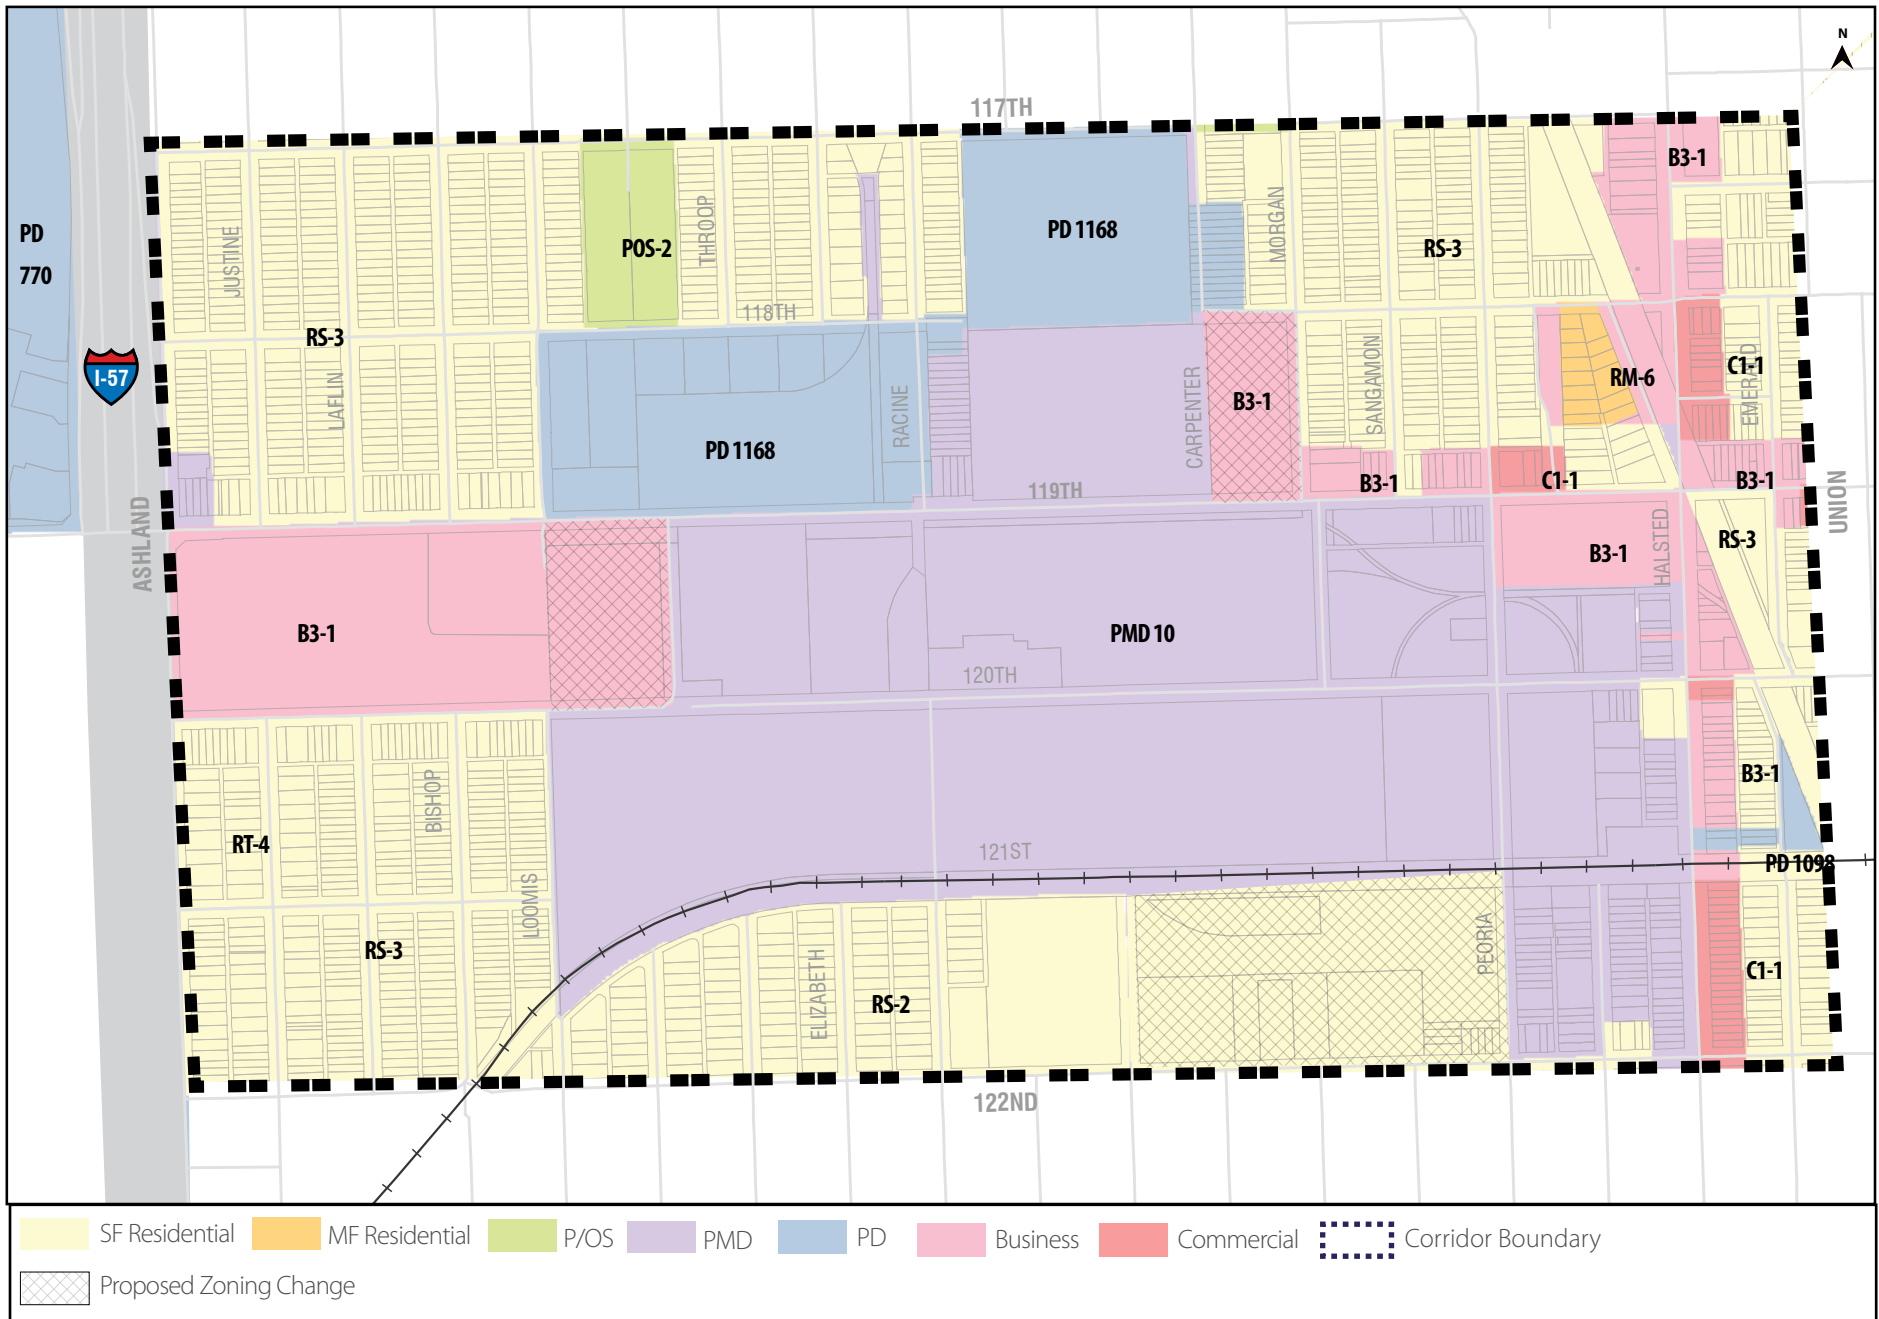 N
117TH
B3-1
PD
770
JUSTINE
POS-2
THROOP
PD 1168
MORGAN
RS-3
118TH
RS-3
I-57
LAFLIN
RACINE
CARPENTER
B3-1
SANGAMON
RM-6
C1-1
EMERALD
PD 1168
119TH
B3-1
C1-1
B3-1
UNION
ASHLAND
B3-1
HALSTED
RS-3
B3-1
PMD 10
120TH
BISHOP
B3-1
RT-4
121ST
PD 1098
LOOMIS
RS-3
ELIZABETH
RS-2
PEORIA
C1-1
122ND
SF Residential
MF Residential
P/OS
PMD
PD
Business
Commercial
Corridor Boundary
Proposed Zoning Change